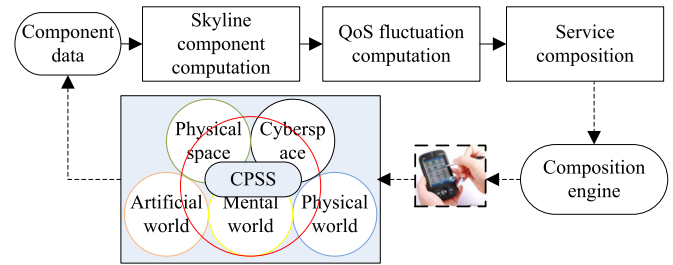 Component
data
Skyline
component
computation
QoS fluctuation
computation
Service
composition
Physical
space
Cybersp
ace
CPSS
Artificial
world
Mental
world
Physical
world
Composition
engine